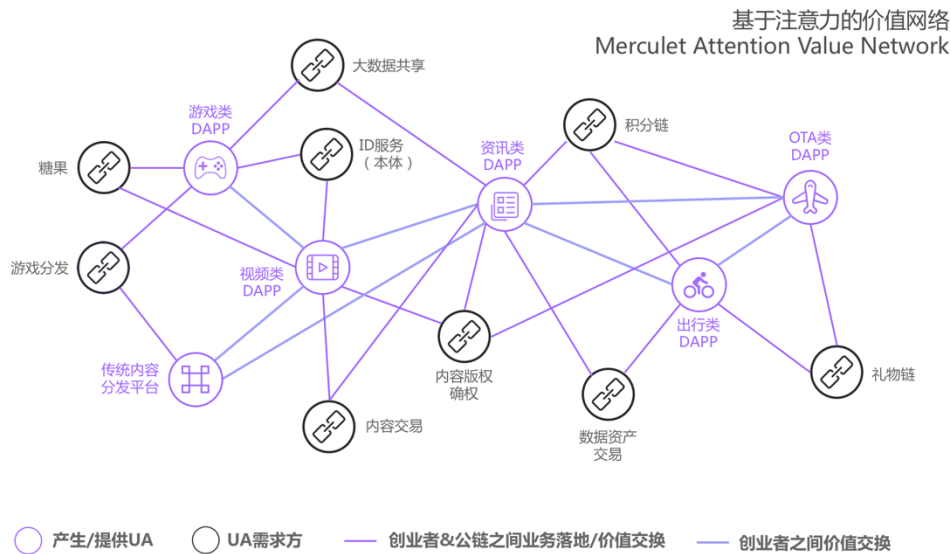 基于注意力的价值网络
Merculet Attention Value Network
大数据共享
游戏类
DAPP
ID服务
（本体）
糖果
资讯类
DAPP
积分链
OTA类
DAPP
游戏分发
视频类
DAPP
出行类
DAPP
传统内容
分发平台
内容版权
确权
礼物链
内容交易
数据资产
交易
产生/提供UA
UA需求方
创业者&公链之间业务落地/价值交换
创业者之间价值交换